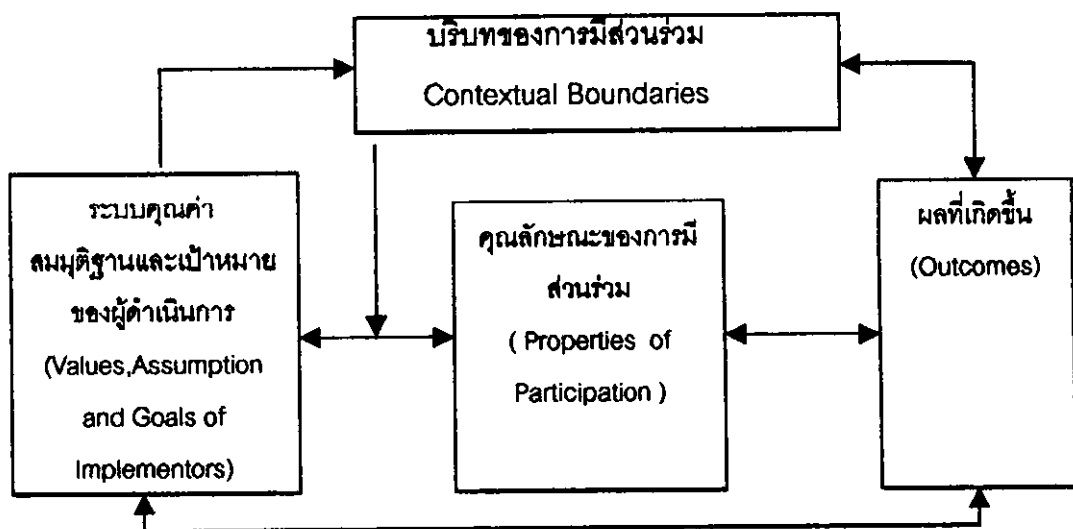 บริบทของการมีส่วนร่วม
Contextual Boundaries
ระบบคุณค่า
สมมุติฐานและเป้าหมาย
ของผู้ดำเนินการ
(Values,Assumption
and Goals of
Implementors)
คุณลักษณะของการมี
ส่วนร่วม
( Properties of
Participation )
ผลที่เกิดขึ้น
(Outcomes)